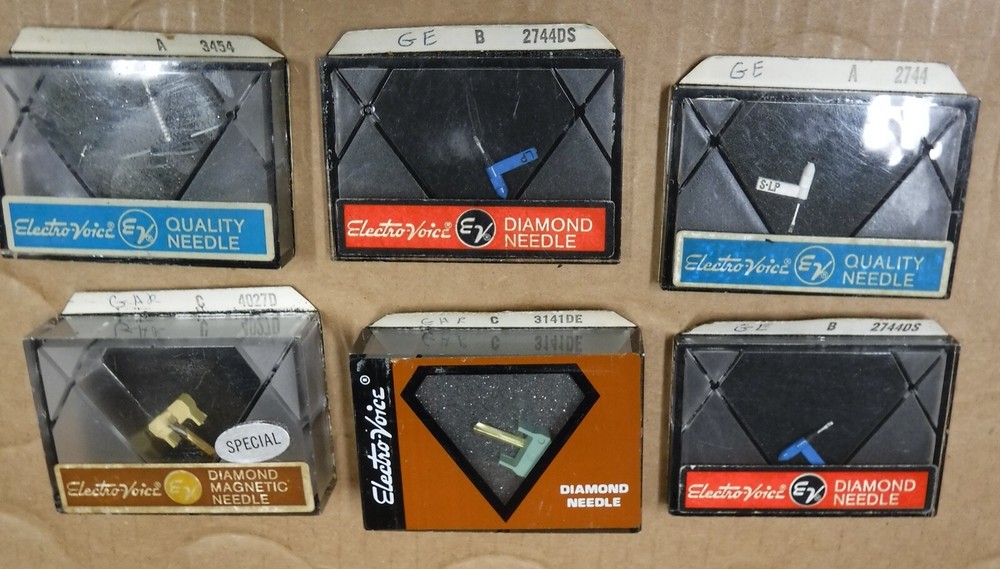 A 3454
Electro-Voice® EV® QUALITY
NEEDLE
GE B 2744DS
LP
Electro-Voice® EV® DIAMOND
NEEDLE
GE A 2744
S-LP
Electro-Voice® EV® QUALITY
NEEDLE
GAR C 4027D
SPECIAL
Electro-Voice® EV DIAMOND
MAGNETIC
NEEDLE
GAR C 3141DE
Electro-Voice®
DIAMOND
NEEDLE
GE B 2744DS
Electro-Voice® EV® DIAMOND
NEEDLE